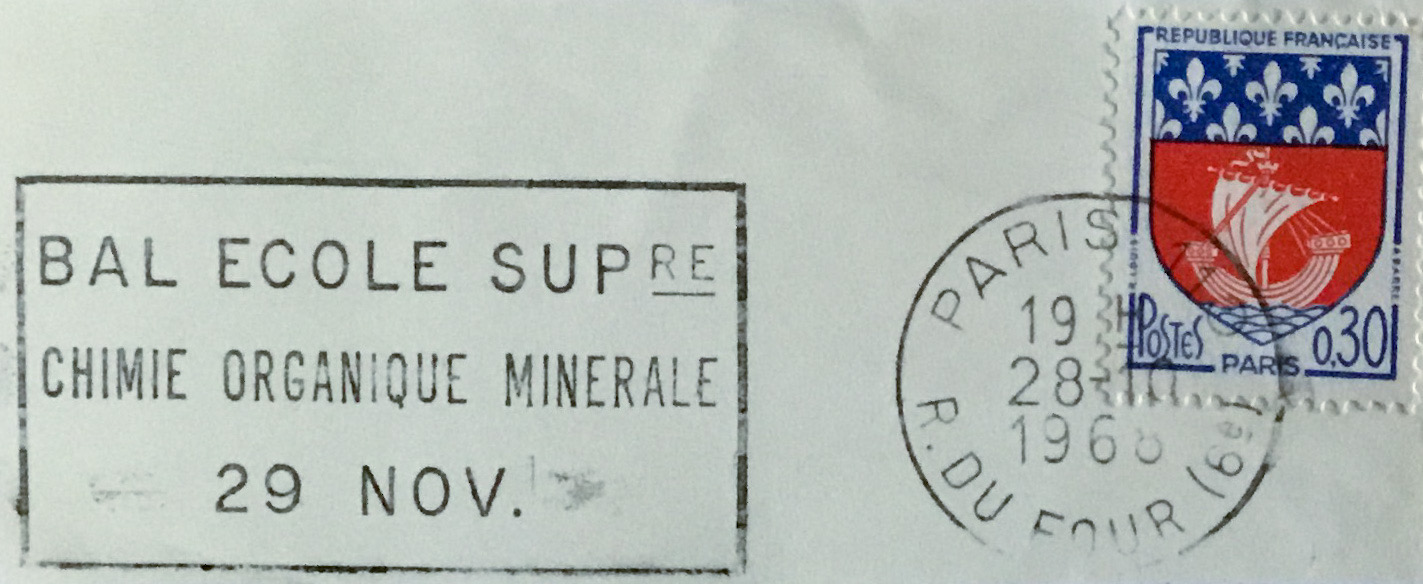 BAL ECOLE SUPRE
CHIMIE ORGANIQUE MINERALE
29 NOV.
PARIS
19 H
28-10
R. DU FOUR (6e)
REPUBLIQUE FRANÇAISE
POSTES
PARIS
0,30